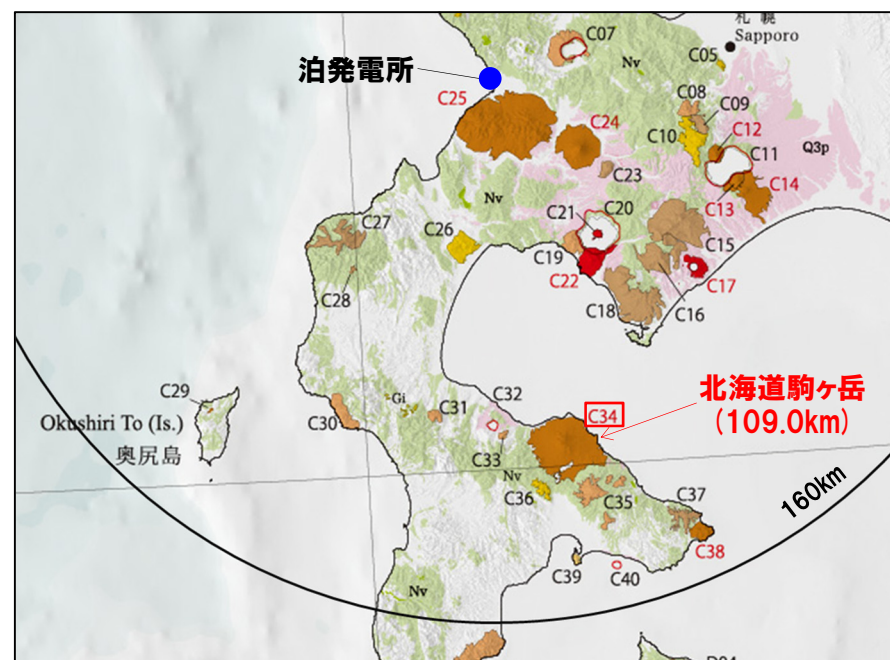 札幌
Sapporo
C07
Nv
C05
泊発電所
C25
C24
C08
C09
C10
C12
C11
Q3p
C23
C14
C13
Nv
C21
C20
C27
C26
C19
C15
C22
C17
C28
C16
C18
C29
Okushiri To (Is.)
奥尻島
C30
Gi
C31
C32
C34
北海道駒ヶ岳
(109.0km)
C33
Nv
C36
C35
C37
160km
C38
C39
C40
Nv